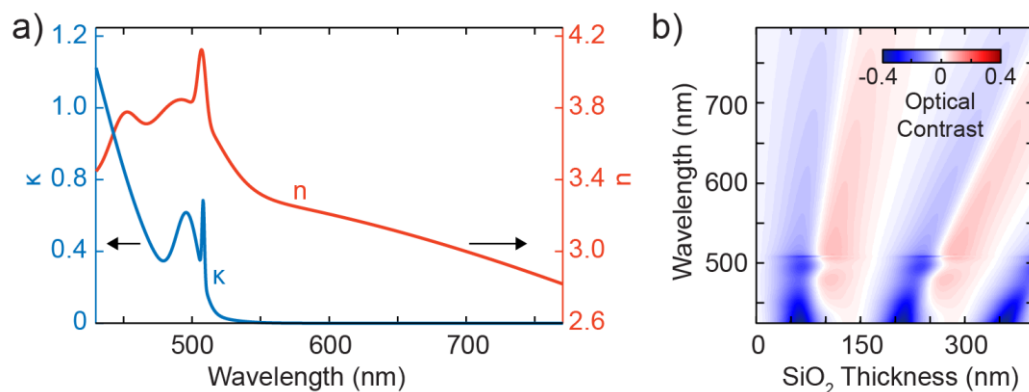 a)
1.2
1.0
0.8
0.4
0
κ
4.2
3.8
3.4
3.0
2.6
n
n
κ
500
600
700
Wavelength (nm)
b)
-0.4 0 0.4
Optical
Contrast
700
600
500
Wavelength (nm)
0 150 300
SiO₂ Thickness (nm)